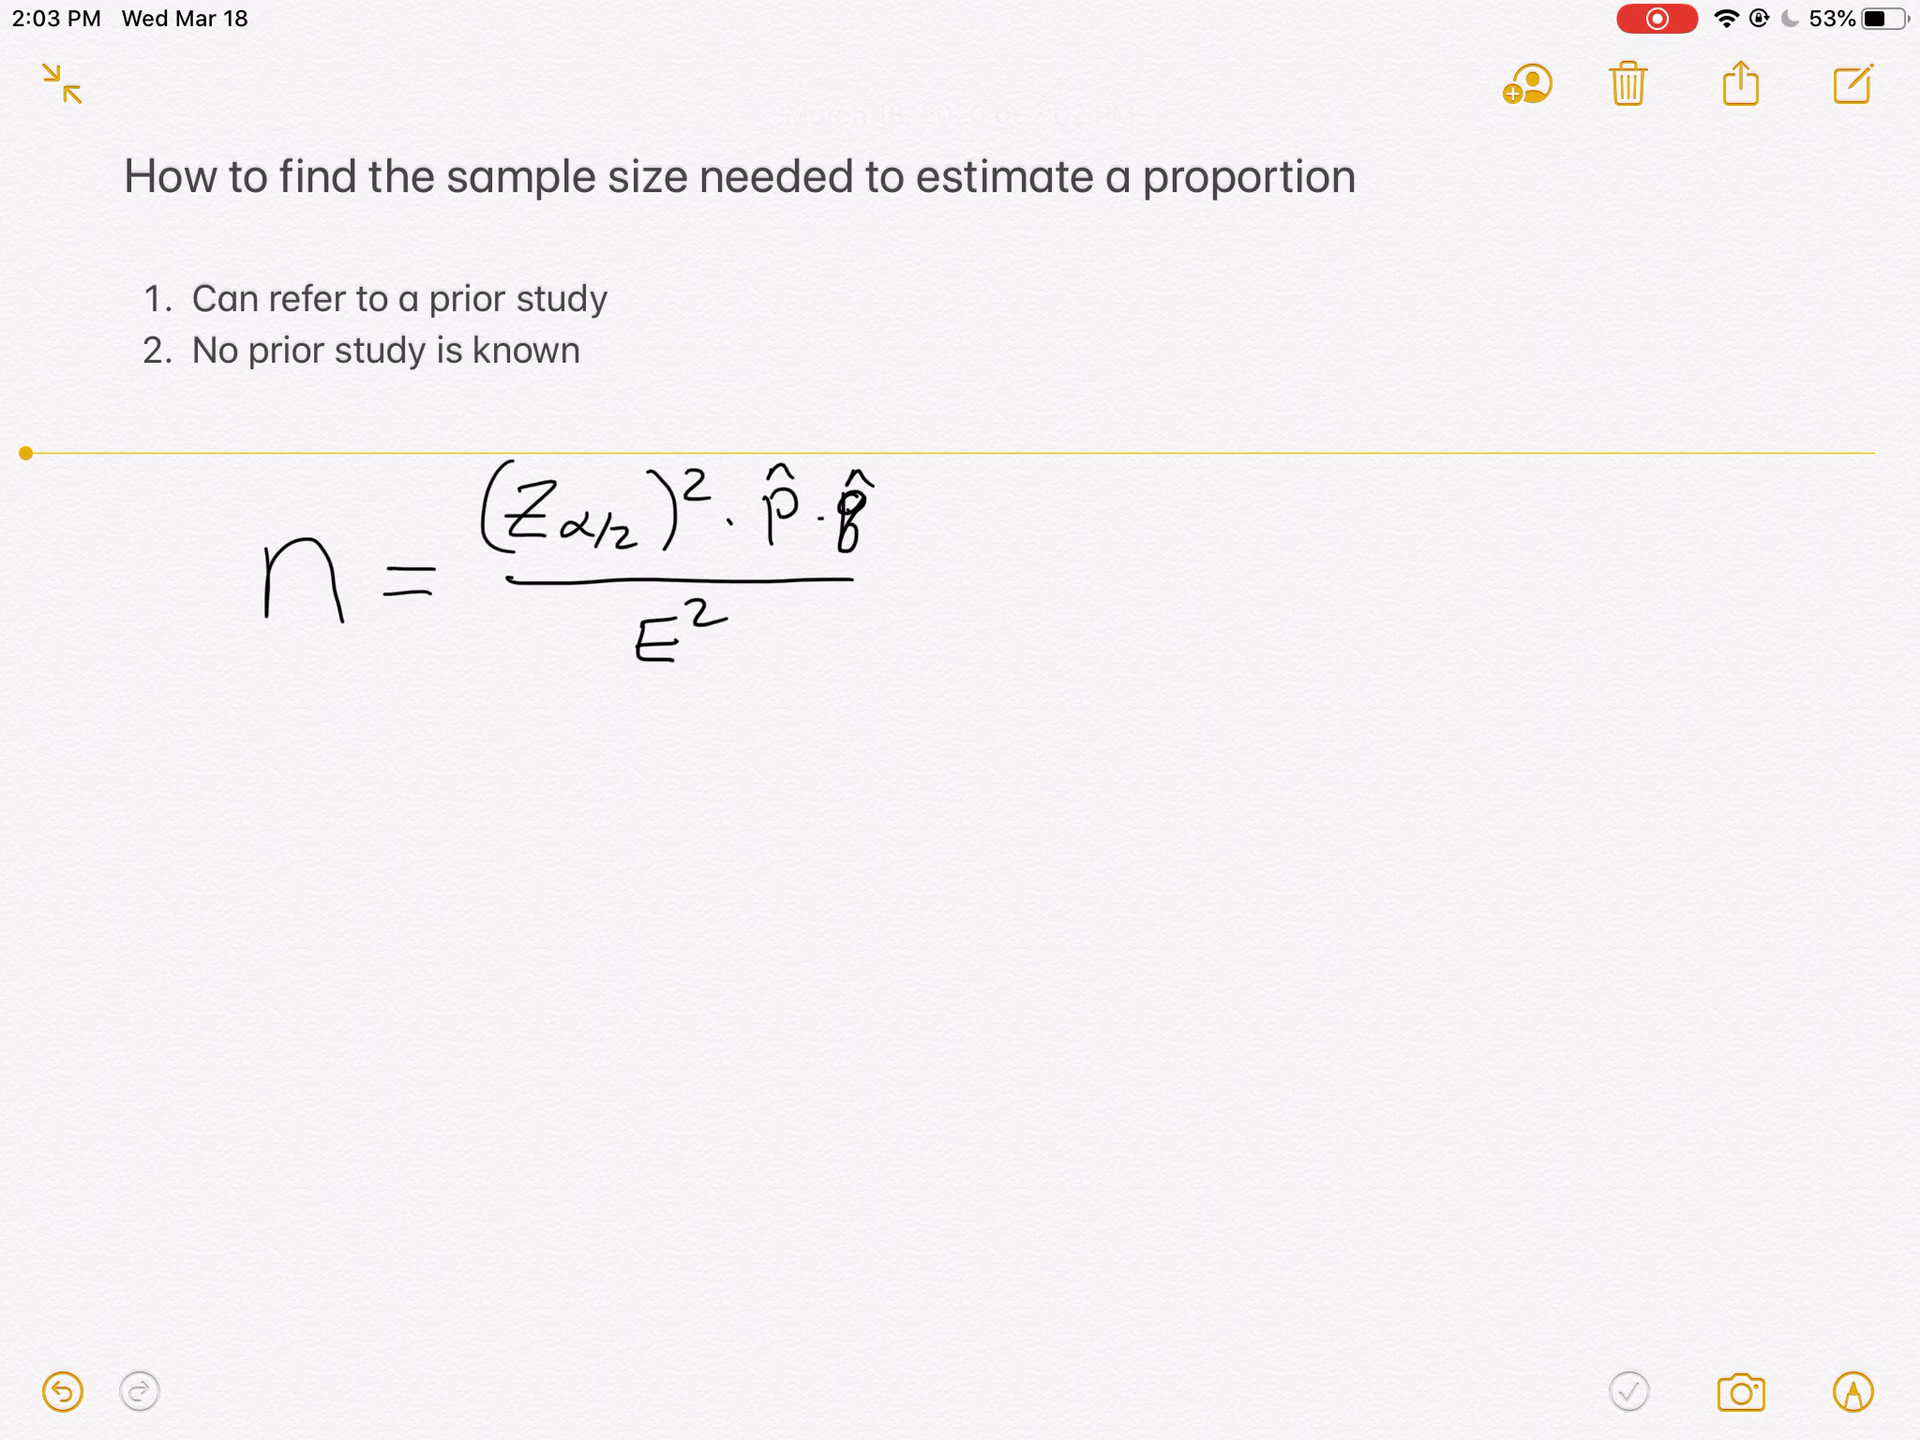 2:03 PM Wed Mar 18 53%
How to find the sample size needed to estimate a proportion
1. Can refer to a prior study
2. No prior study is known
n = (Z α/2)² · p̂ · q̂
E²